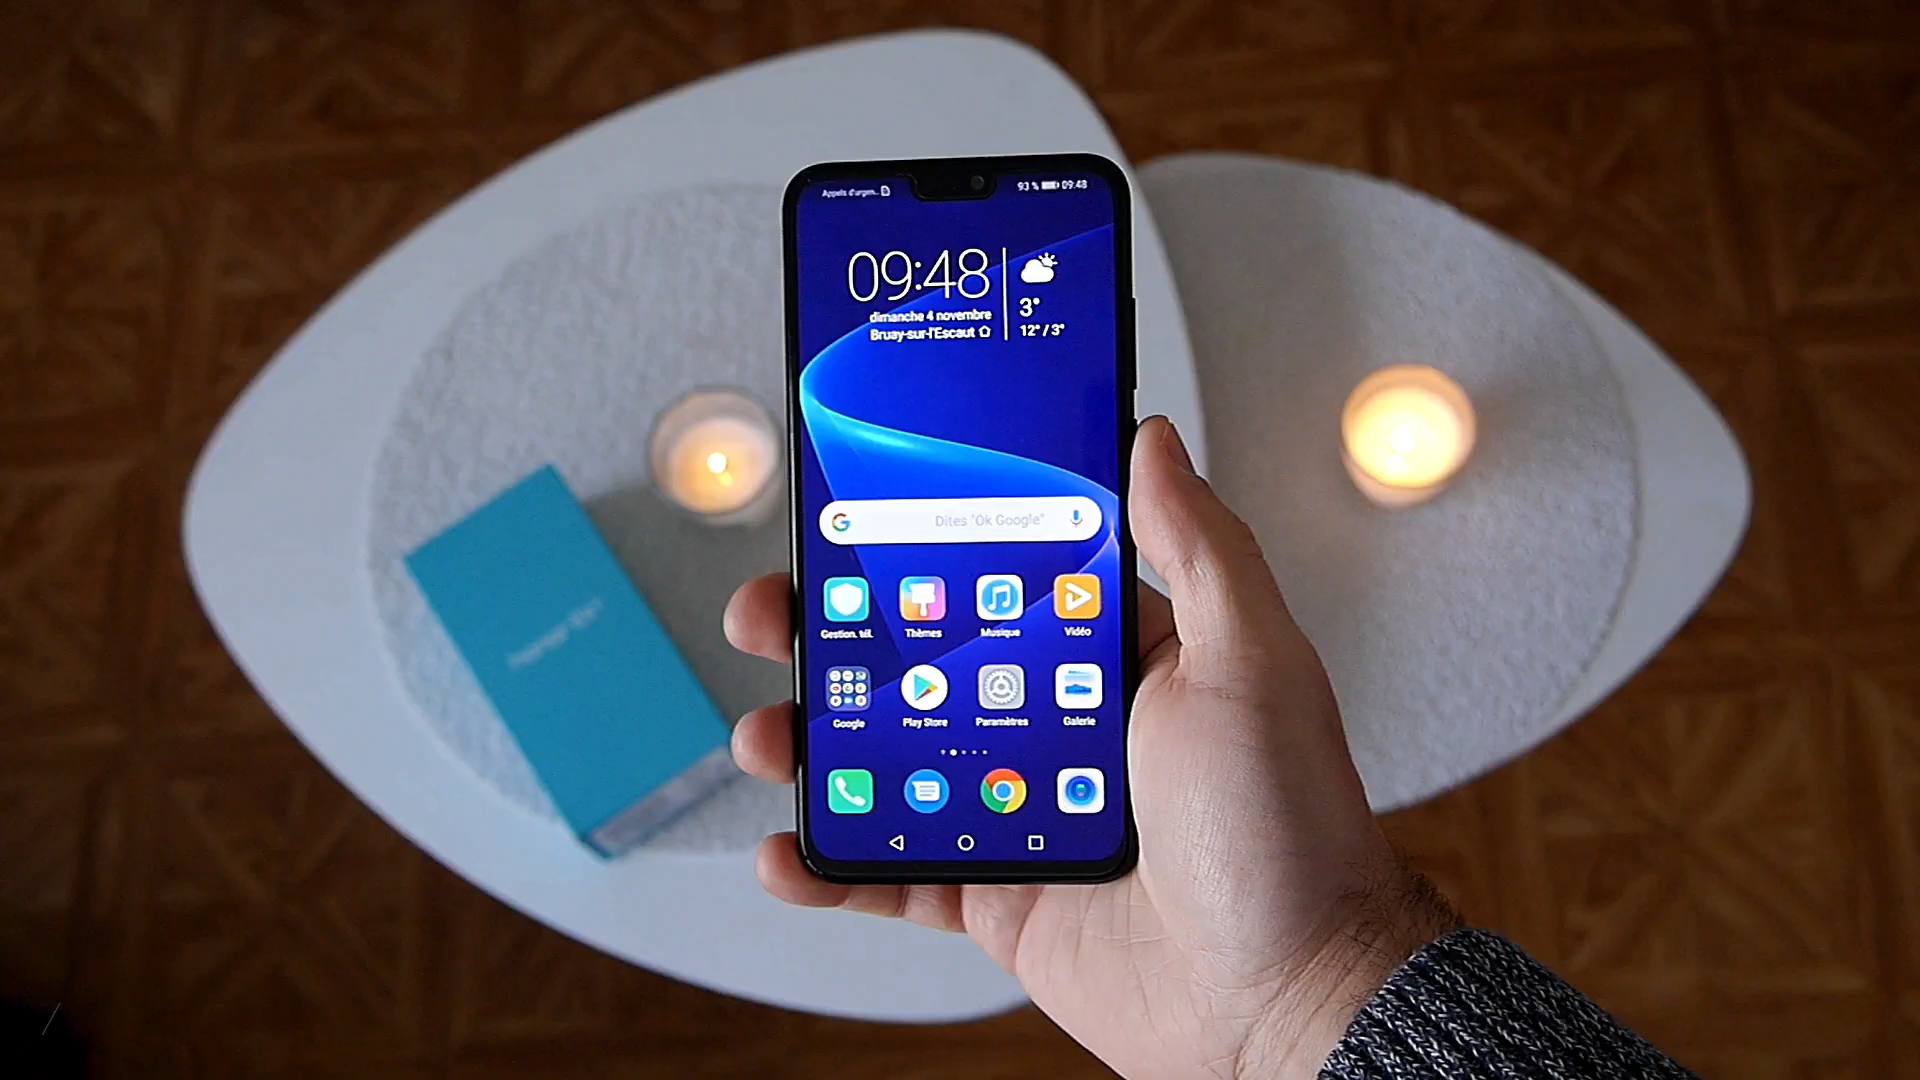 Appels d'urgen...
93 % 09:48
09:48
dimanche 4 novembre
Bruay-sur-l'Escaut
3°
12° / 3°
Dites "Ok Google"
Gestion. tél.
Thèmes
Musique
Vidéo
Google
Play Store
Paramètres
Galerie